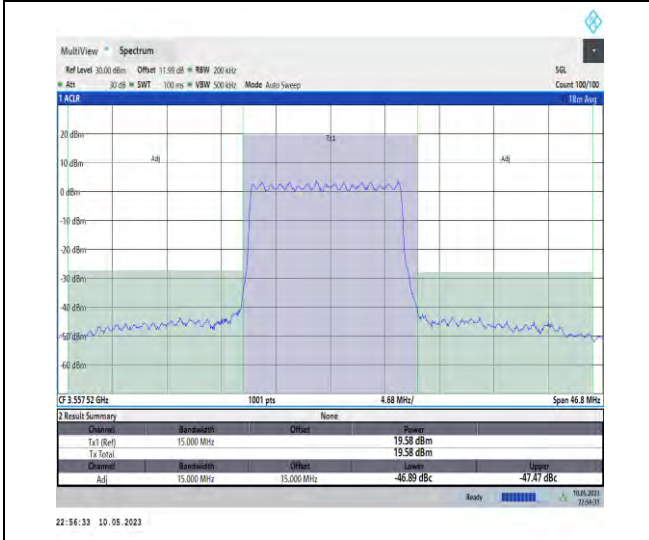 MultiView Spectrum
Ref Level 30.00 dBm Offset 11.99 dB RBW 200 kHz SGL
Att 30 dB SWT 100 ms VBW 500 kHz Mode Auto Sweep Count 100/100
1 ACLR 1Rm Avg
Tx1
20 dBm
Adj Adj
10 dBm
0 dBm
-10 dBm
-20 dBm
-30 dBm
-40 dBm
-50 dBm
-60 dBm
CF 3.55752 GHz 1001 pts 4.68 MHz/ Span 46.8 MHz
2 Result Summary None
Channel Bandwidth Offset Power
Tx1 (Ref) 15.000 MHz 19.58 dBm
Tx Total 19.58 dBm
Channel Bandwidth Offset Lower Upper
Adj 15.000 MHz 15.000 MHz -46.89 dBc -47.47 dBc
Ready 10.05.2023
22:56:33
22:56:33 10.05.2023